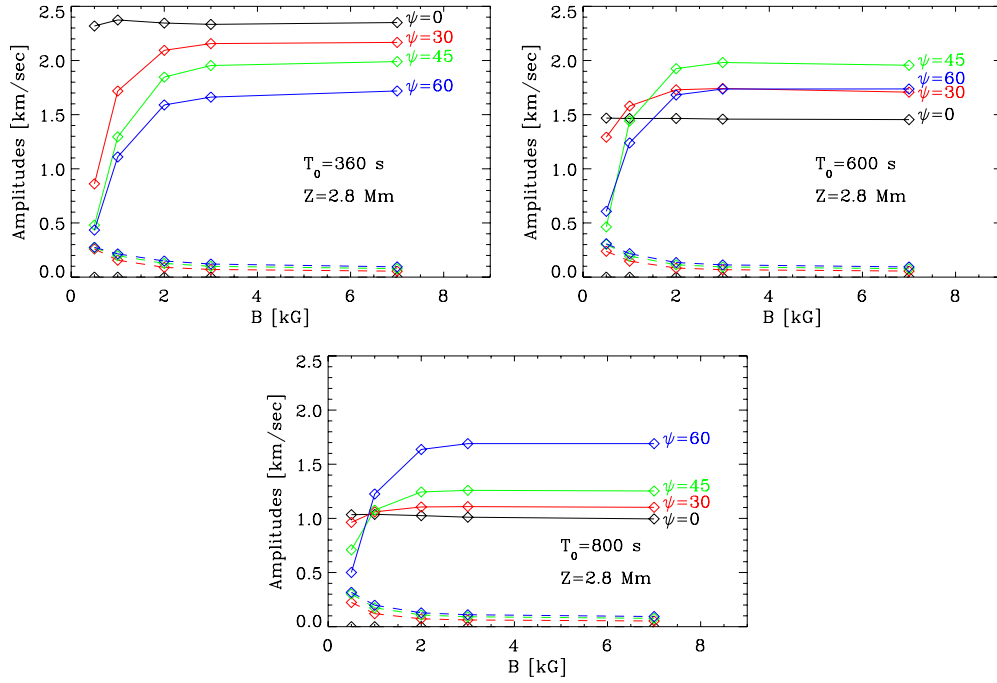 2.5
2.0
1.5
1.0
0.5
0.0
Amplitudes [km/sec]
ψ=0
ψ=30
ψ=45
ψ=60
T0=360 s
Z=2.8 Mm
0 2 4 6 8
B [kG]
2.5
2.0
1.5
1.0
0.5
0.0
Amplitudes [km/sec]
ψ=45
ψ=60
ψ=30
ψ=0
T0=600 s
Z=2.8 Mm
0 2 4 6 8
B [kG]
2.5
2.0
1.5
1.0
0.5
0.0
Amplitudes [km/sec]
ψ=60
ψ=45
ψ=30
ψ=0
T0=800 s
Z=2.8 Mm
0 2 4 6 8
B [kG]